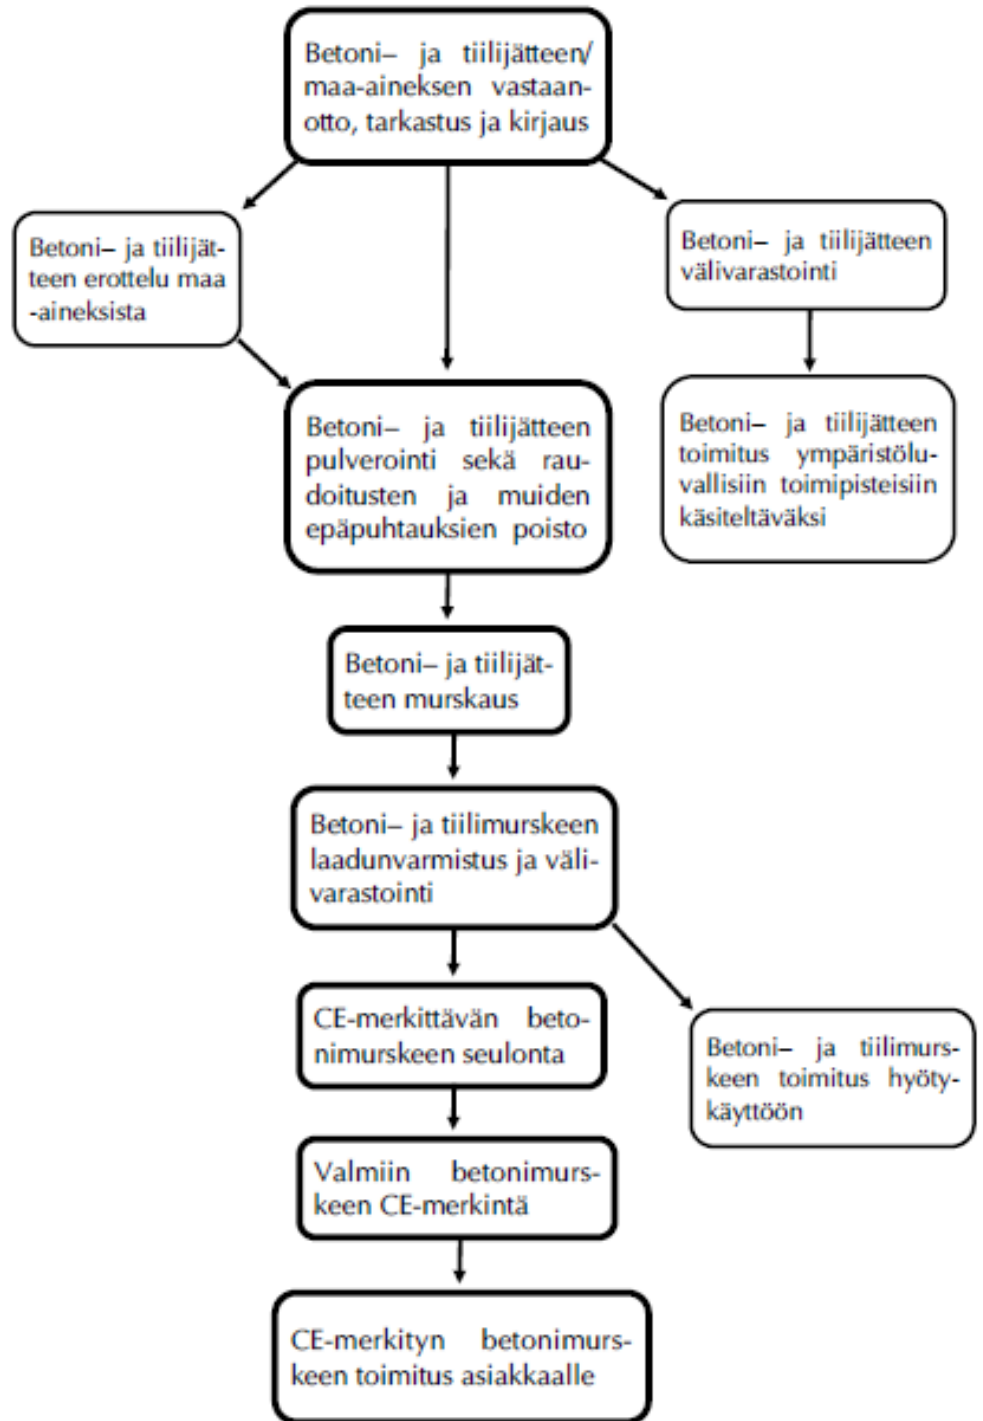 Betoni– ja tiilijätteen/
maa-aineksen vastaan-
otto, tarkastus ja kirjaus
Betoni– ja tiilijät-
teen erottelu maa
-aineksista
Betoni– ja tiilijätteen
välivarastointi
Betoni– ja tiilijätteen
pulverointi sekä rau-
doitusten ja muiden
epäpuhtauksien poisto
Betoni– ja tiilijätteen
toimitus ympäristölu-
vallisiin toimipisteisiin
käsiteltäväksi
Betoni– ja tiilijät-
teen murskaus
Betoni– ja tiilimurskeen
laadunvarmistus ja väli-
varastointi
CE-merkittävän beto-
nimurskeen seulonta
Betoni– ja tiilimurs-
keen toimitus hyöty-
käyttöön
Valmiin betonimurs-
keen CE-merkintä
CE-merkityn betonimurs-
keen toimitus asiakkaalle